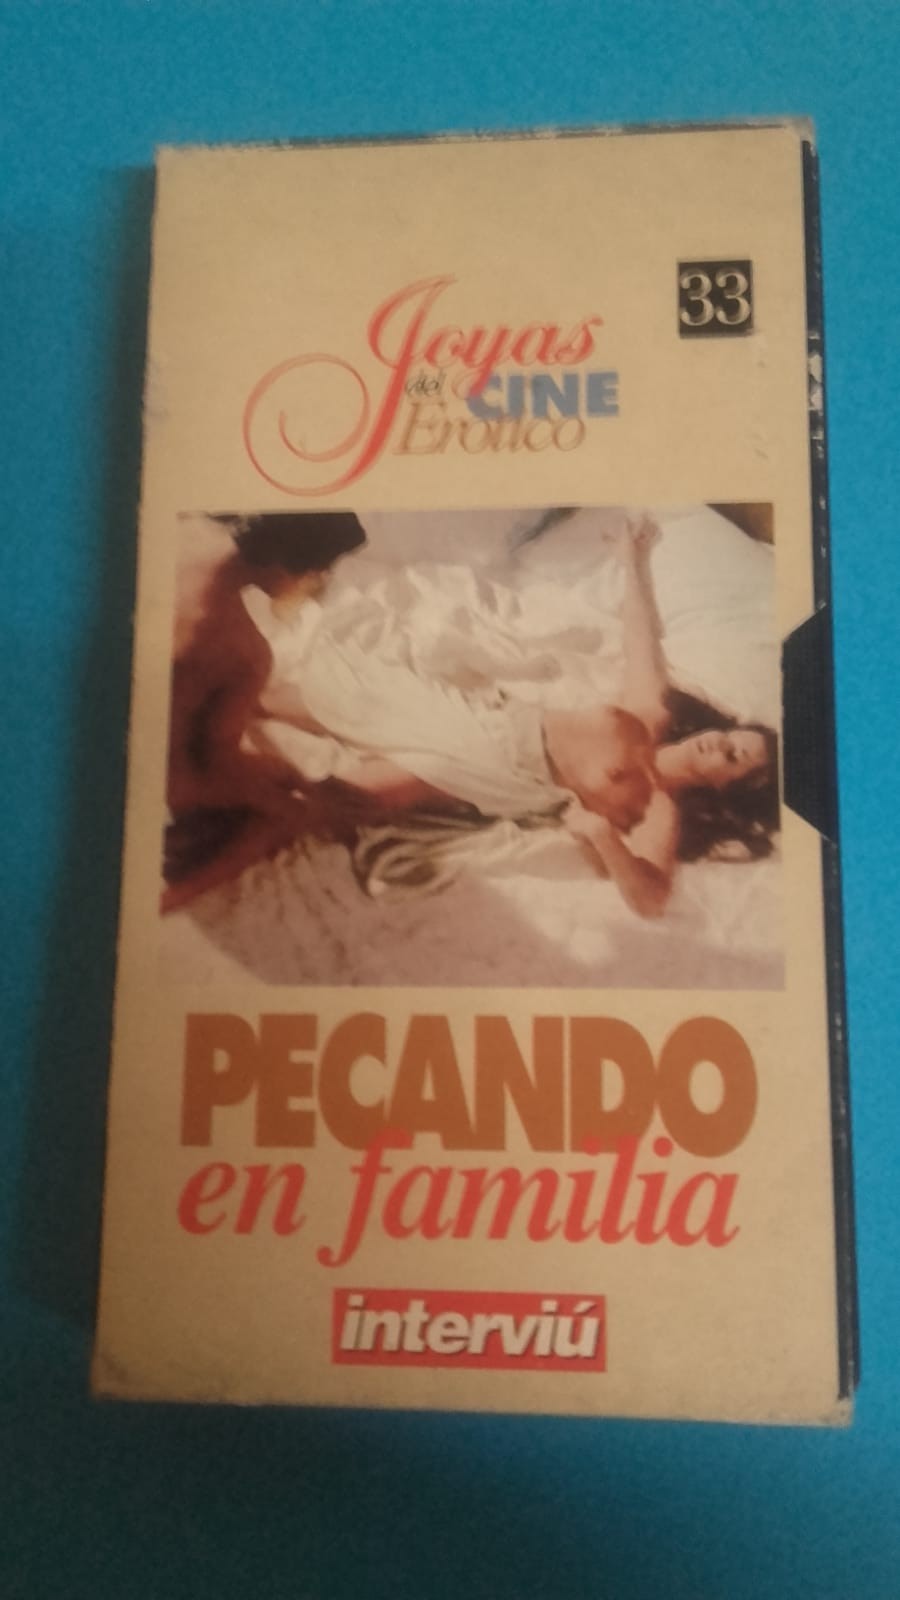 33
Joyas
del CINE
Erótico
PECANDO
en familia
interviú